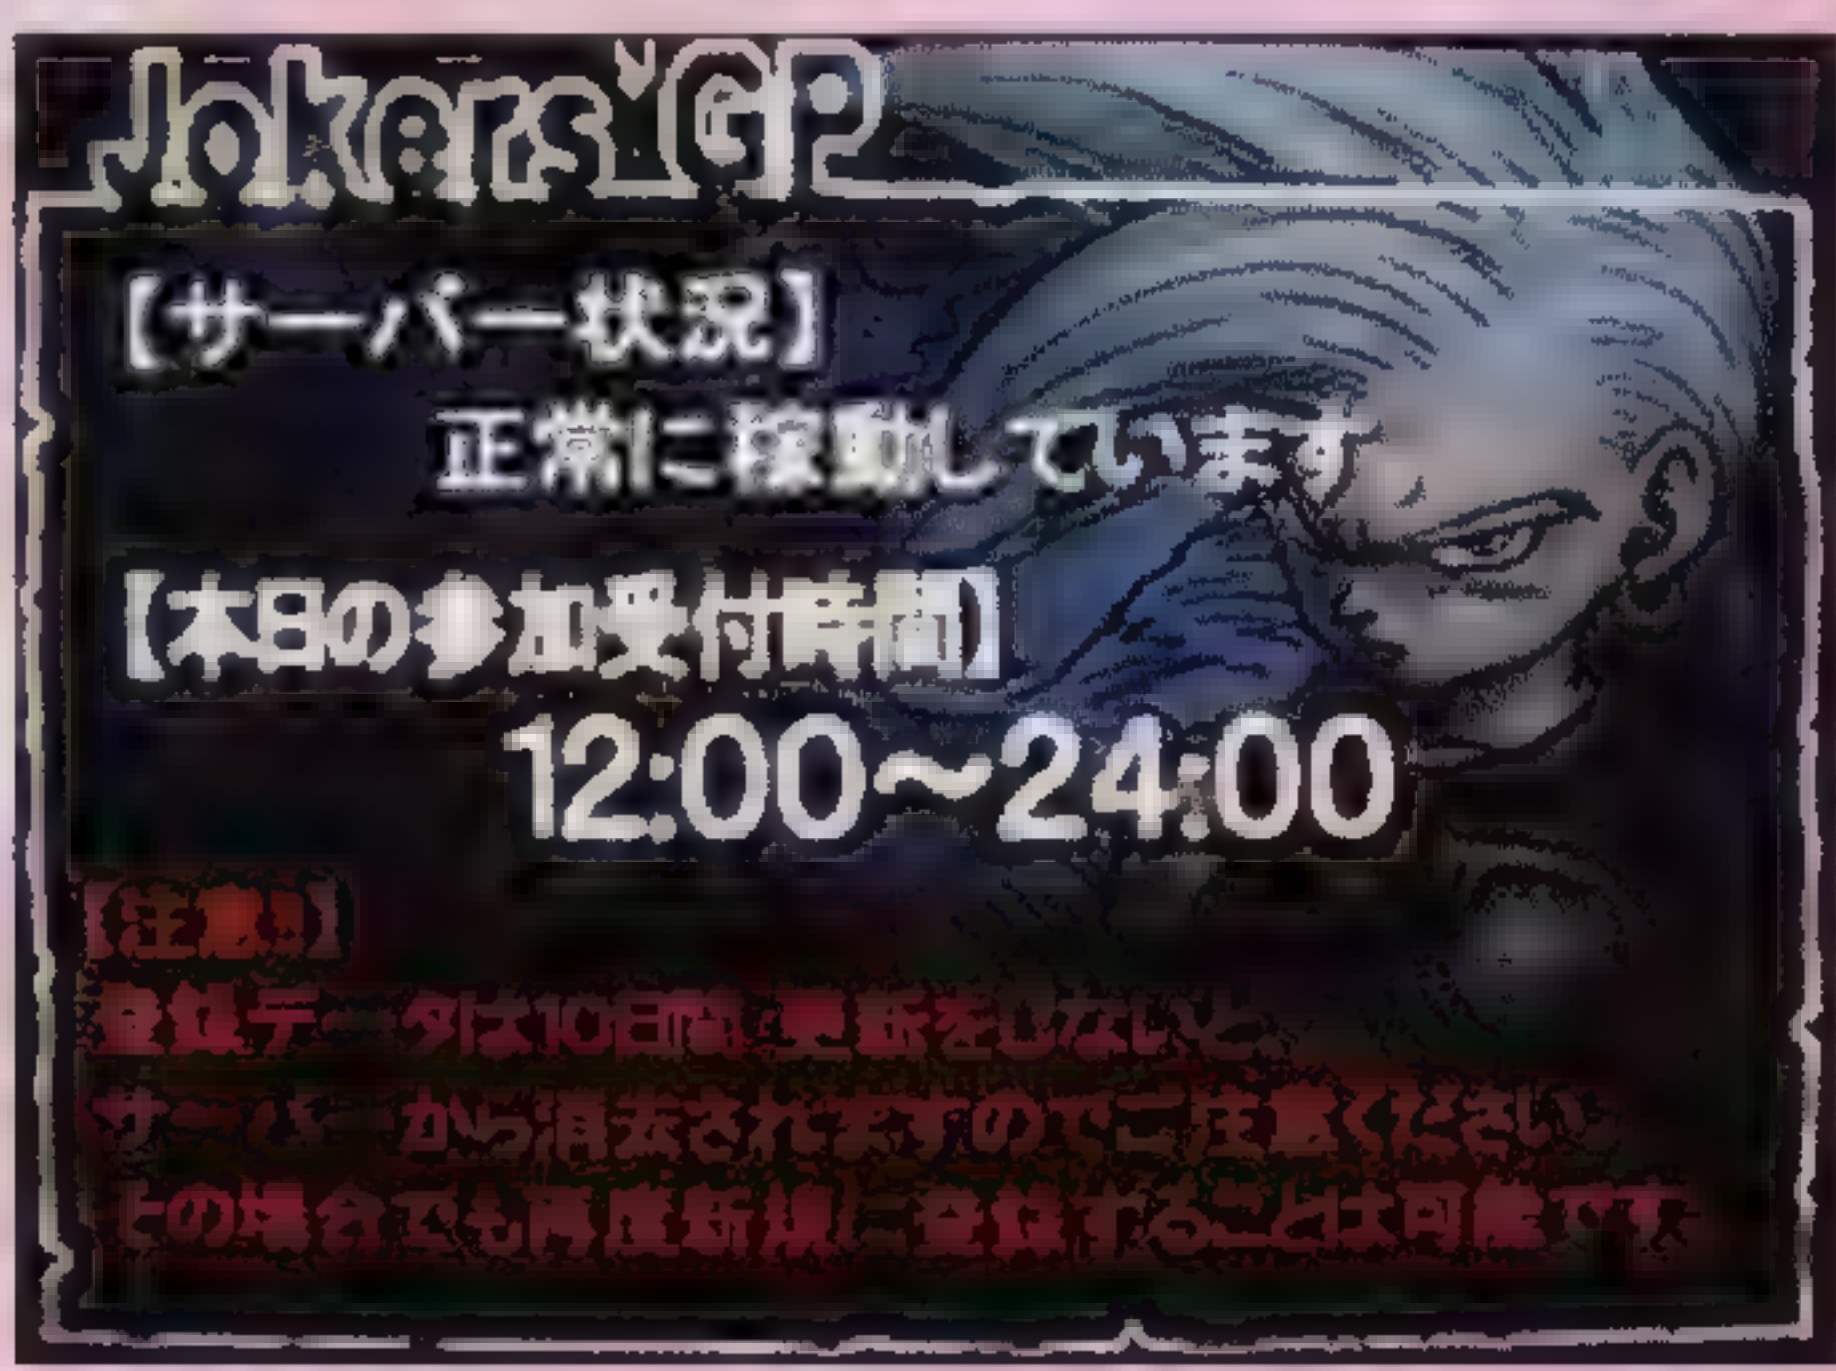 Jokers' GP
【サーバー状況】
正常に稼動しています
【本日の参加受付時間】
12:00～24:00
【注意】
登録データは10日間更新をしないと
サーバーから消去されますのでご注意ください
その場合でも再度新規に登録することは可能です